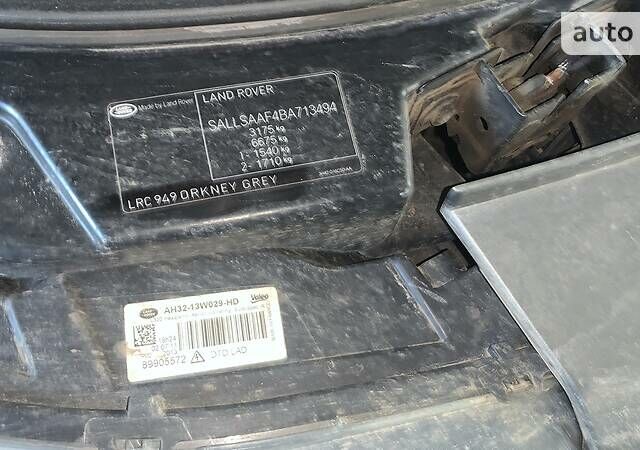 auto
LAND ROVER
Made by Land Rover
SALLSAAF4BA713494
3175 kg
6675 kg
1- 1540 kg
2- 1710 kg
LRC 949 ORKNEY GREY
AH32-13W029-HD
Valeo
89905572
DTO LAD